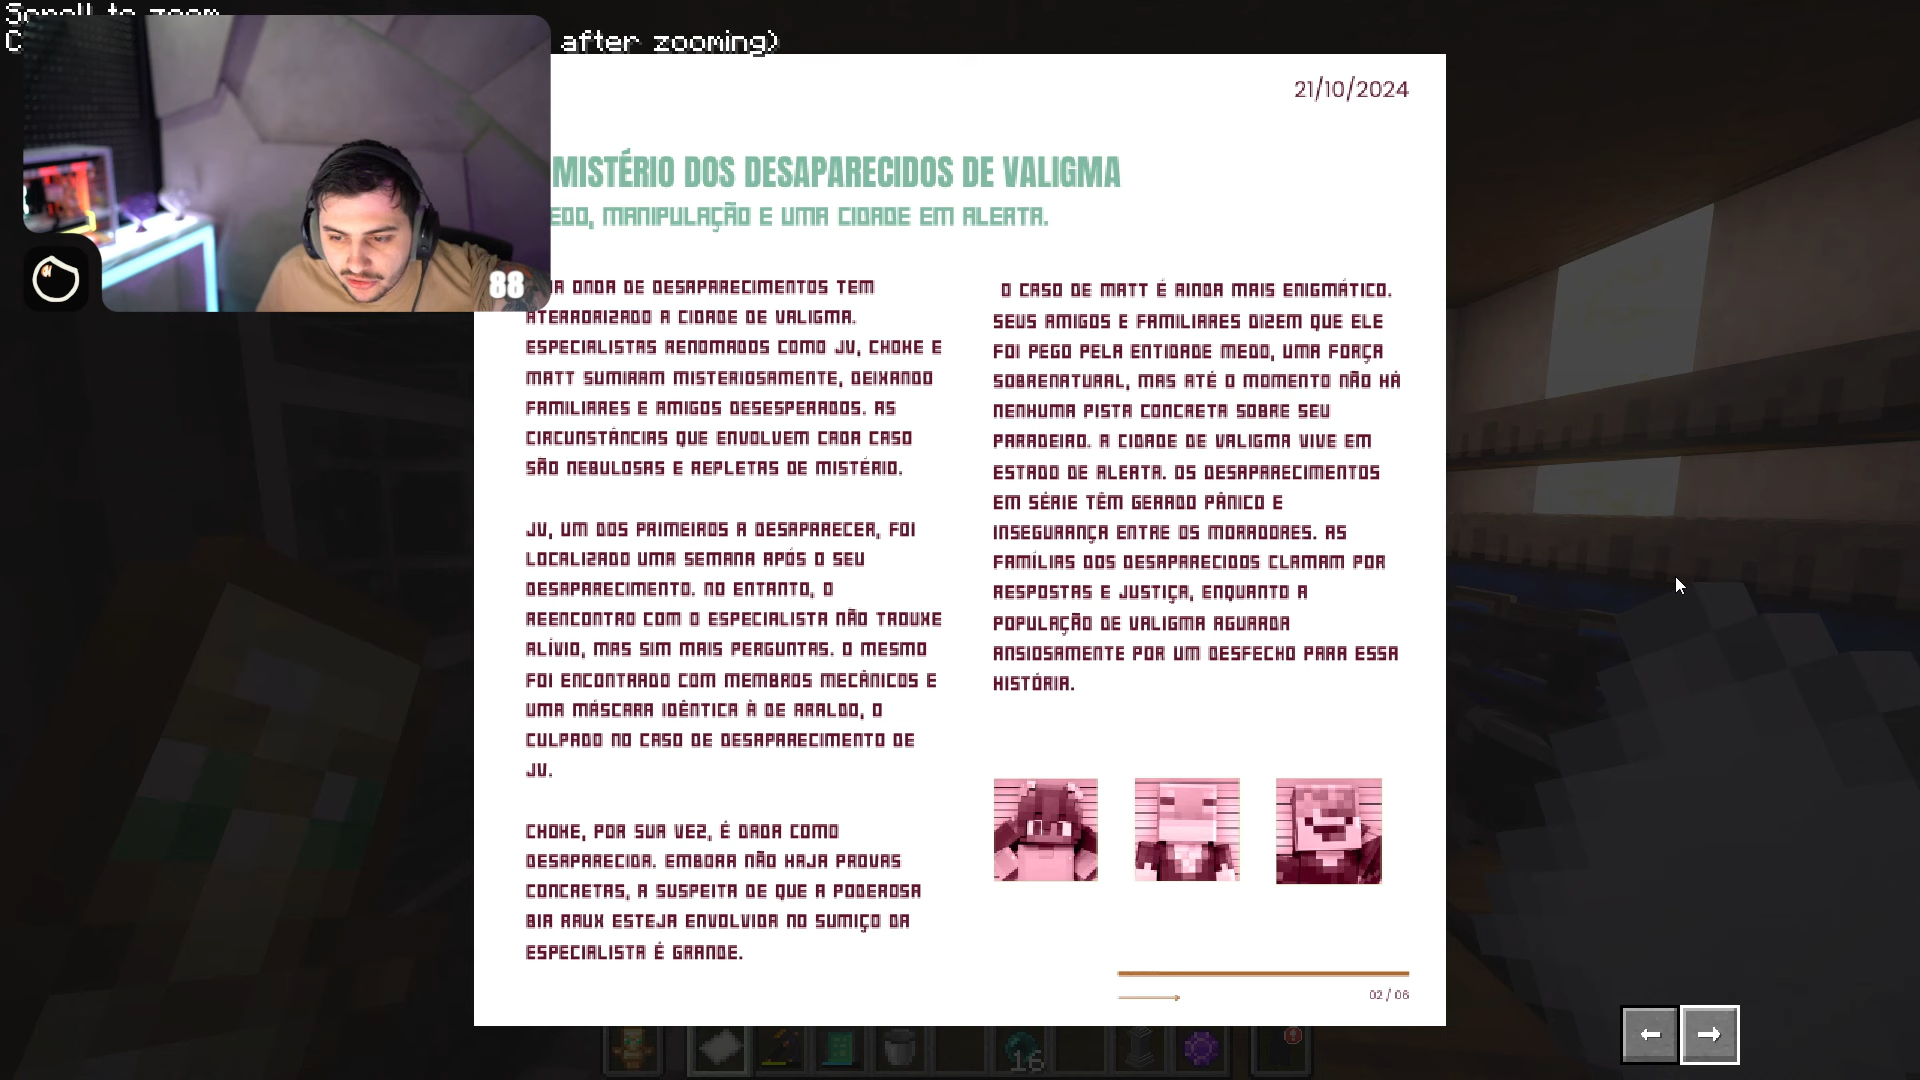 Scroll to zoom
C
after zooming)
21/10/2024
MISTÉRIO DOS DESAPARECIDOS DE VALIGMA
EDO, MANIPULAÇÃO E UMA CIDADE EM ALERTA.
88
ONDA DE DESAPARECIMENTOS TEM
ATERRORIZADO A CIDADE DE VALIGMA.
ESPECIALISTAS RENOMADOS COMO JV, CHOKE E
MATT SUMIRAM MISTERIOSAMENTE, DEIXANDO
FAMILIARES E AMIGOS DESESPERADOS. AS
CIRCUNSTÂNCIAS QUE ENVOLVEM CADA CASO
SÃO NEBULOSAS E REPLETAS DE MISTÉRIO.
JV, UM DOS PRIMEIROS A DESAPARECER, FOI
LOCALIZADO UMA SEMANA APÓS O SEU
DESAPARECIMENTO. NO ENTANTO, O
REENCONTRO COM O ESPECIALISTA NÃO TROUXE
ALÍVIO, MAS SIM MAIS PERGUNTAS. O MESMO
FOI ENCONTRADO COM MEMBROS MECÂNICOS E
UMA MÁSCARA IDÊNTICA À DE ARALDO, O
CULPADO NO CASO DE DESAPARECIMENTO DE
JV.
CHOKE, POR SUA VEZ, É DADA COMO
DESAPARECIDA. EMBORA NÃO HAJA PROVAS
CONCRETAS, A SUSPEITA DE QUE A PODEROSA
BIA RAUX ESTEJA ENVOLVIDA NO SUMIÇO DA
ESPECIALISTA É GRANDE.
O CASO DE MATT É AINDA MAIS ENIGMÁTICO.
SEUS AMIGOS E FAMILIARES DIZEM QUE ELE
FOI PEGO PELA ENTIDADE MEDO, UMA FORÇA
SOBRENATURAL, MAS ATÉ O MOMENTO NÃO HÁ
NENHUMA PISTA CONCRETA SOBRE SEU
PARADEIRO. A CIDADE DE VALIGMA VIVE EM
ESTADO DE ALERTA. OS DESAPARECIMENTOS
EM SÉRIE TÊM GERADO PÂNICO E
INSEGURANÇA ENTRE OS MORADORES. AS
FAMÍLIAS DOS DESAPARECIDOS CLAMAM POR
RESPOSTAS E JUSTIÇA, ENQUANTO A
POPULAÇÃO DE VALIGMA AGUARDA
ANSIOSAMENTE POR UM DESFECHO PARA ESSA
HISTÓRIA.
02 / 06
16